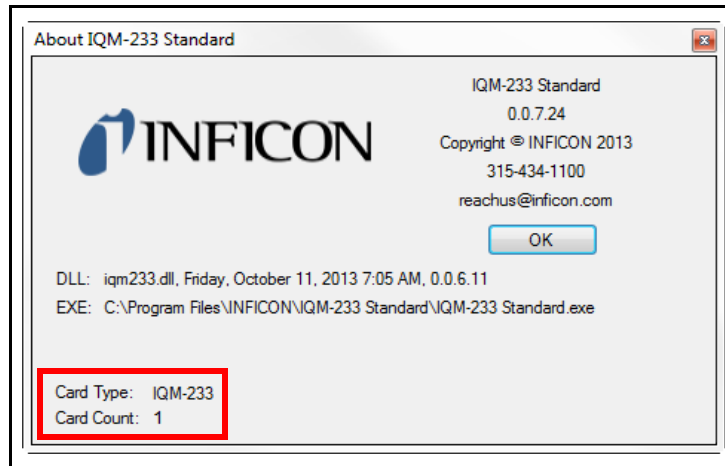 About IQM-233 Standard
INFICON
IQM-233 Standard
0.0.7.24
Copyright © INFICON 2013
315-434-1100
reachus@inficon.com
OK
DLL: iqm233.dll, Friday, October 11, 2013 7:05 AM, 0.0.6.11
EXE: C:\Program Files\INFICON\IQM-233 Standard\IQM-233 Standard.exe
Card Type: IQM-233
Card Count: 1